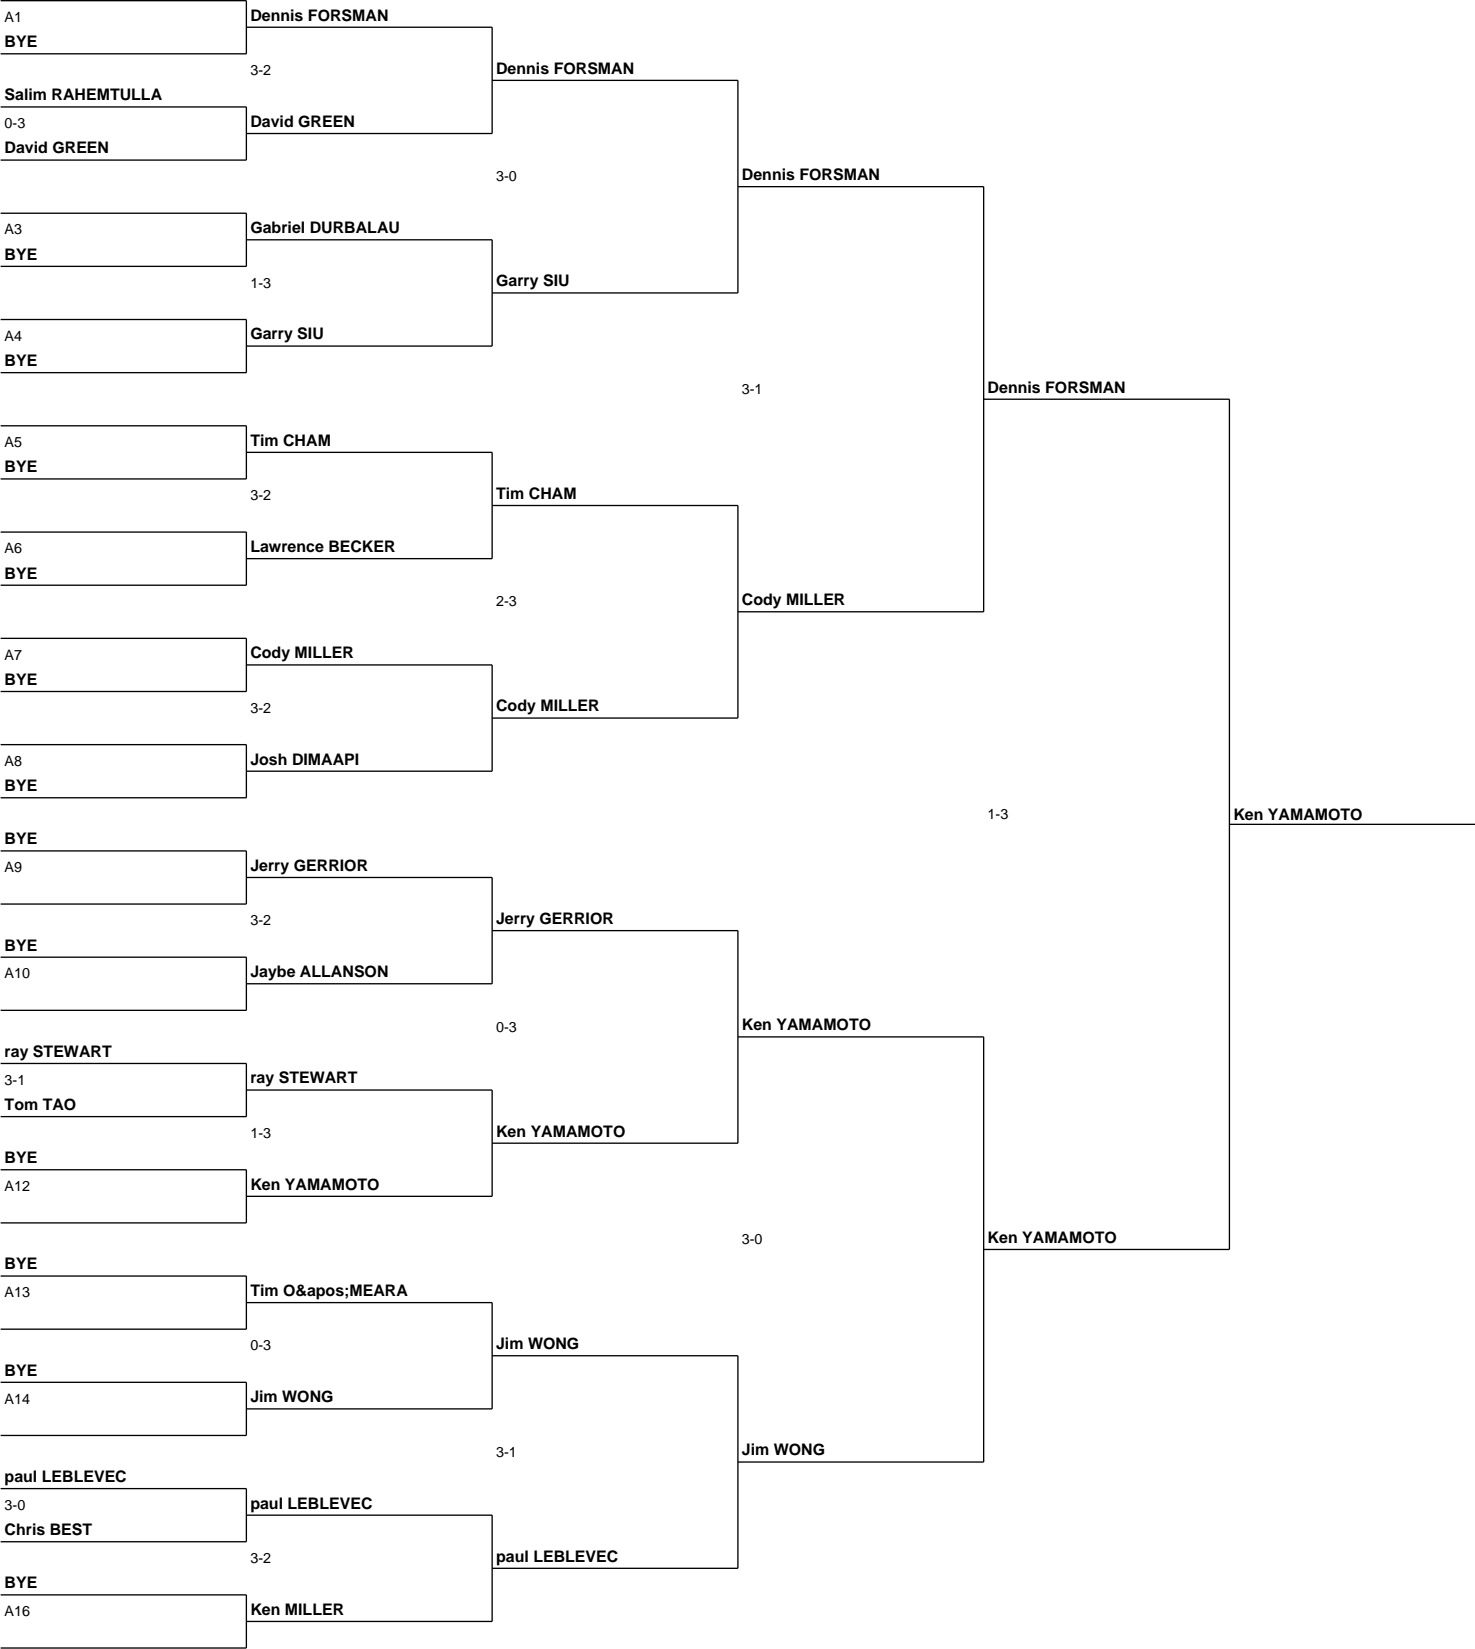 A1
BYE
Dennis FORSMAN
3-2
Dennis FORSMAN
Salim RAHEMTULLA
0-3
David GREEN
David GREEN
3-0
Dennis FORSMAN
A3
BYE
Gabriel DURBALAU
1-3
Garry SIU
A4
BYE
Garry SIU
3-1
Dennis FORSMAN
A5
BYE
Tim CHAM
3-2
Tim CHAM
A6
BYE
Lawrence BECKER
2-3
Cody MILLER
A7
BYE
Cody MILLER
3-2
Cody MILLER
A8
BYE
Josh DIMAAPI
1-3
Ken YAMAMOTO
BYE
A9
Jerry GERRIOR
3-2
Jerry GERRIOR
BYE
A10
Jaybe ALLANSON
0-3
Ken YAMAMOTO
ray STEWART
3-1
Tom TAO
ray STEWART
1-3
Ken YAMAMOTO
BYE
A12
Ken YAMAMOTO
3-0
Ken YAMAMOTO
BYE
A13
Tim O&apos;MEARA
0-3
Jim WONG
BYE
A14
Jim WONG
3-1
Jim WONG
paul LEBLEVEC
3-0
Chris BEST
paul LEBLEVEC
3-2
paul LEBLEVEC
BYE
A16
Ken MILLER